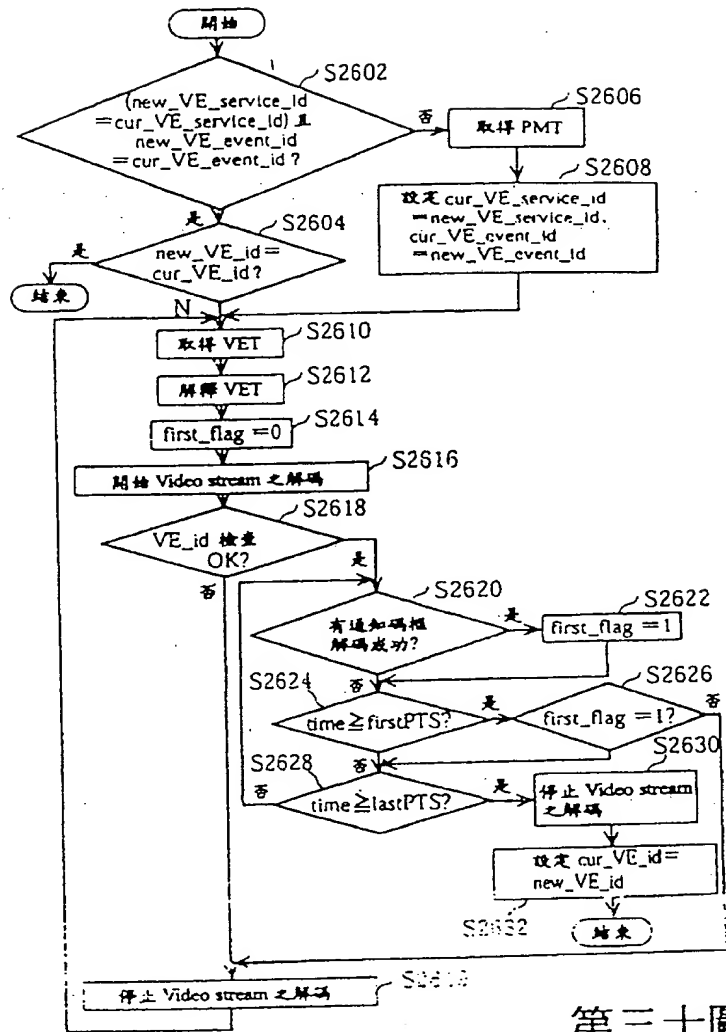 開始
S2602
(new_VE_service_id
=cur_VE_service_id) 且
new_VE_event_id
=cur_VE_event_id ?
否
S2606
取得 PMT
S2608
設定 cur_VE_service_id
=new_VE_service_id、
cur_VE_event_id
=new_VE_event_id
是
S2604
new_VE_id=
cur_VE_id?
是
結束
N
取得 VET
S2610
解釋 VET
S2612
first_flag =0
S2614
開始 Video stream 之解碼
S2616
VE_id 檢查
OK?
S2618
是
否
S2620
有通知碼框
解碼成功?
是
S2622
first_flag =1
否
S2624
time≧firstPTS?
是
S2626
first_flag =1?
否
否
S2628
time≧lastPTS?
否
是
S2630
停止 Video stream
之解碼
設定 cur_VE_id=
new_VE_id
S2632
結束
停止 Video stream 之解碼
第三十圖